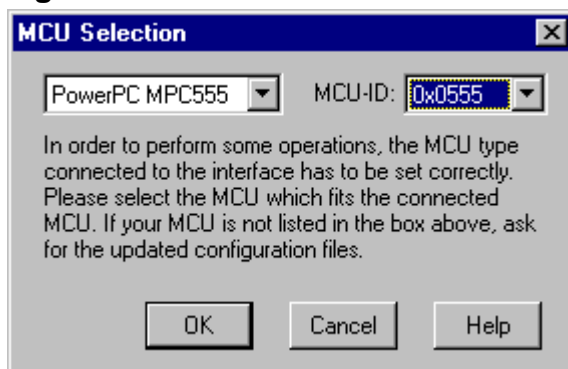 MCU Selection
PowerPC MPC555 MCU-ID: 0x0555
In order to perform some operations, the MCU type
connected to the interface has to be set correctly.
Please select the MCU which fits the connected
MCU. If your MCU is not listed in the box above, ask
for the updated configuration files.
OK Cancel Help